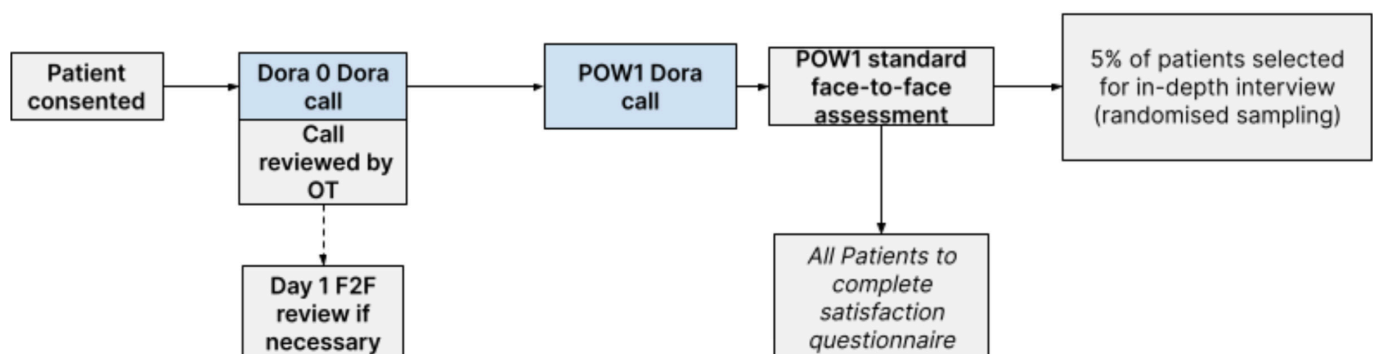 Patient
consented
Dora 0 Dora
call
Call
reviewed by
OT
Day 1 F2F
review if
necessary
POW1 Dora
call
POW1 standard
face-to-face
assessment
All Patients to
complete
satisfaction
questionnaire
5% of patients selected
for in-depth interview
(randomised sampling)